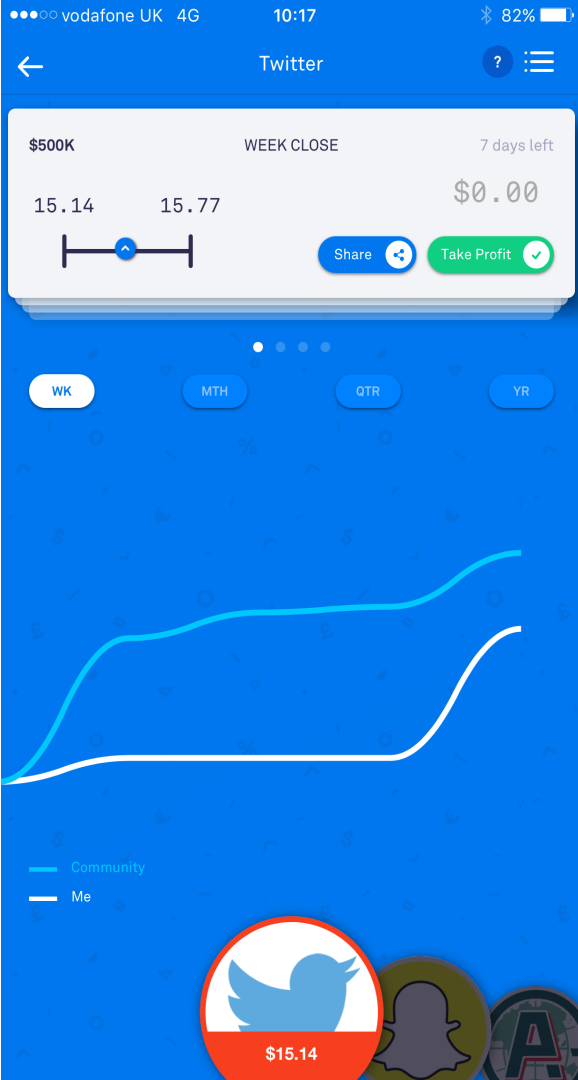 vodafone UK 4G 10:17 82%
Twitter ?
$500K WEEK CLOSE 7 days left
$0.00
15.14 15.77
Share Take Profit
WK MTH QTR YR
Community
Me
$15.14
A